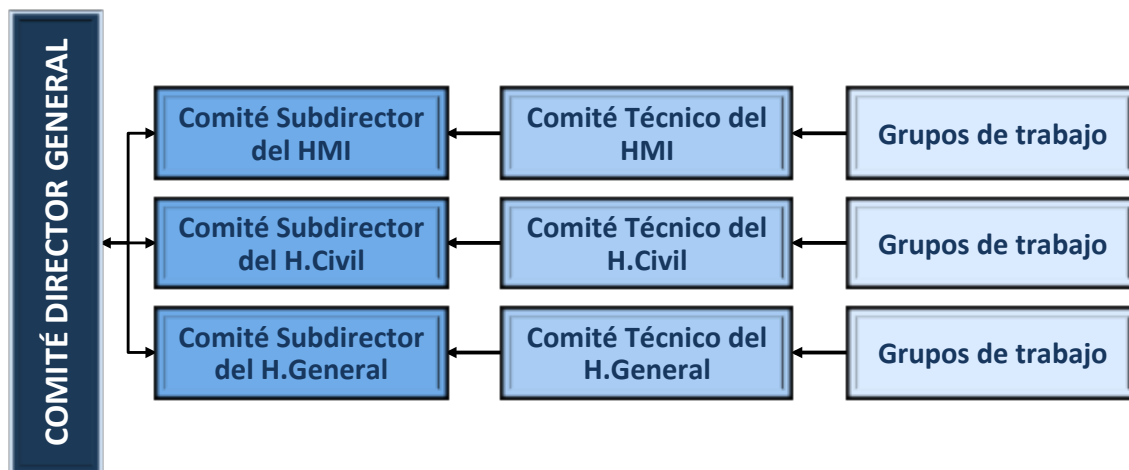 COMITÉ DIRECTOR GENERAL
Comité Subdirector
del HMI
Comité Técnico del
HMI
Grupos de trabajo
Comité Subdirector
del H.Civil
Comité Técnico del
H.Civil
Grupos de trabajo
Comité Subdirector
del H.General
Comité Técnico del
H.General
Grupos de trabajo